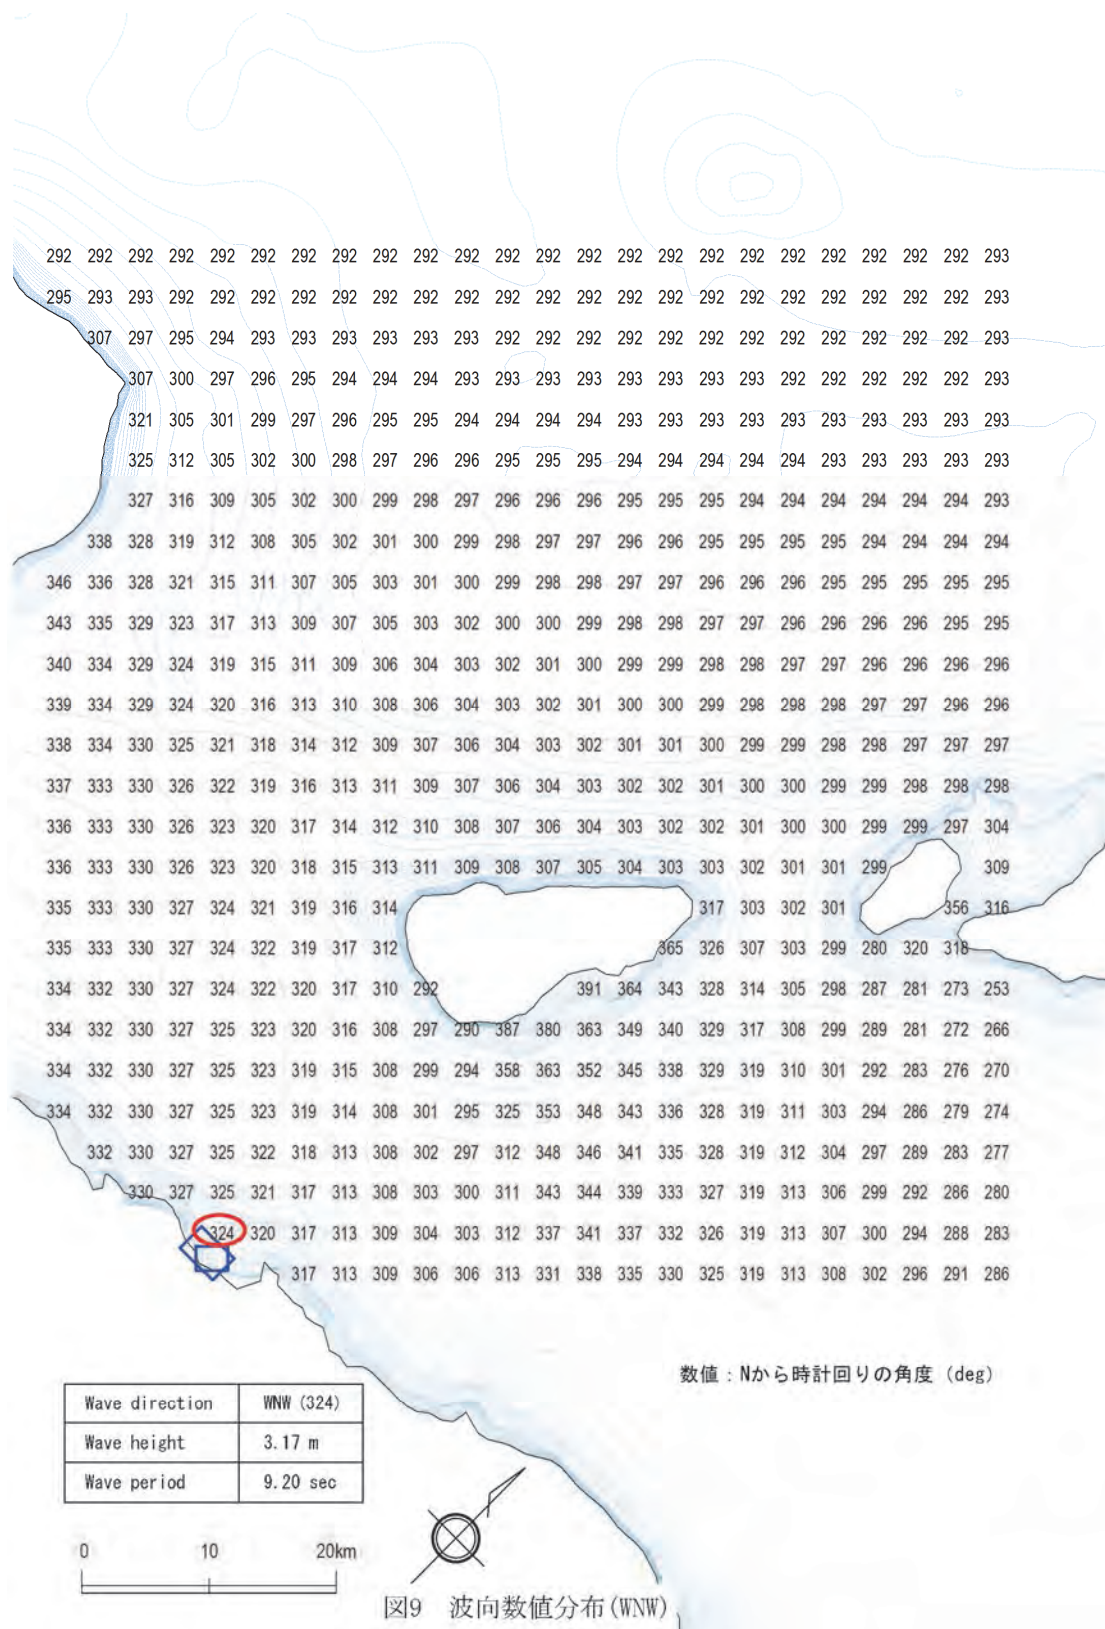 292 292 292 292 292 292 292 292 292 292 292 292 292 292 292 292 292 292 292 292 292 292 292 293
295 293 293 292 292 292 292 292 292 292 292 292 292 292 292 292 292 292 292 292 292 292 292 293
307 297 295 294 293 293 293 293 293 293 292 292 292 292 292 292 292 292 292 292 292 292 293
307 300 297 296 295 294 294 294 293 293 293 293 293 293 293 293 292 292 292 292 292 293
321 305 301 299 297 296 295 295 294 294 294 294 293 293 293 293 293 293 293 293 293 293
325 312 305 302 300 298 297 296 296 295 295 295 294 294 294 294 294 293 293 293 293 293
327 316 309 305 302 300 299 298 297 296 296 296 295 295 295 294 294 294 294 294 294 293
338 328 319 312 308 305 302 301 300 299 298 297 297 296 296 295 295 295 295 294 294 294 294
346 336 328 321 315 311 307 305 303 301 300 299 298 298 297 297 296 296 296 295 295 295 295 295
343 335 329 323 317 313 309 307 305 303 302 300 300 299 298 298 297 297 296 296 296 296 295 295
340 334 329 324 319 315 311 309 306 304 303 302 301 300 299 299 298 298 297 297 296 296 296 296
339 334 329 324 320 316 313 310 308 306 304 303 302 301 300 300 299 298 298 298 297 297 296 296
338 334 330 325 321 318 314 312 309 307 306 304 303 302 301 301 300 299 299 298 298 297 297 297
337 333 330 326 322 319 316 313 311 309 307 306 304 303 302 302 301 300 300 299 299 298 298 298
336 333 330 326 323 320 317 314 312 310 308 307 306 304 303 302 302 301 300 300 299 299 297 304
336 333 330 326 323 320 318 315 313 311 309 308 307 305 304 303 303 302 301 301 299 309
335 333 330 327 324 321 319 316 314 317 303 302 301 356 316
335 333 330 327 324 322 319 317 312 365 326 307 303 299 280 320 318
334 332 330 327 324 322 320 317 310 292 391 364 343 328 314 305 298 287 281 273 253
334 332 330 327 325 323 320 316 308 297 290 387 380 363 349 340 329 317 308 299 289 281 272 266
334 332 330 327 325 323 319 315 308 299 294 358 363 352 345 338 329 319 310 301 292 283 276 270
334 332 330 327 325 323 319 314 308 301 295 325 353 348 343 336 328 319 311 303 294 286 279 274
332 330 327 325 322 318 313 308 302 297 312 348 346 341 335 328 319 312 304 297 289 283 277
330 327 325 321 317 313 308 303 300 311 343 344 339 333 327 319 313 306 299 292 286 280
324 320 317 313 309 304 303 312 337 341 337 332 326 319 313 307 300 294 288 283
317 313 309 306 306 313 331 338 335 330 325 319 313 308 302 296 291 286
数値：Nから時計回りの角度（deg）
Wave direction WNW (324)
Wave height 3.17 m
Wave period 9.20 sec
0 10 20km
図9 波向数値分布(WNW)